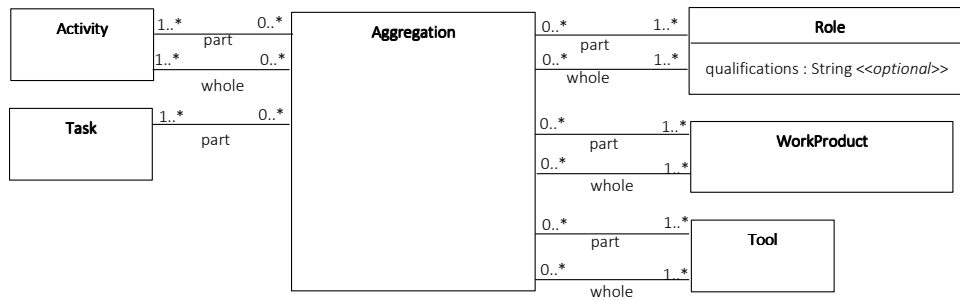 Activity
1..* 0..*
part
1..* 0..*
whole
Task
1..* 0..*
part
Aggregation
0..* 1..*
part
0..* 1..*
whole
Role
qualifications : String <<optional>>
0..* 1..*
part
0..* 1..*
whole
WorkProduct
0..* 1..*
part
0..* 1..*
whole
Tool